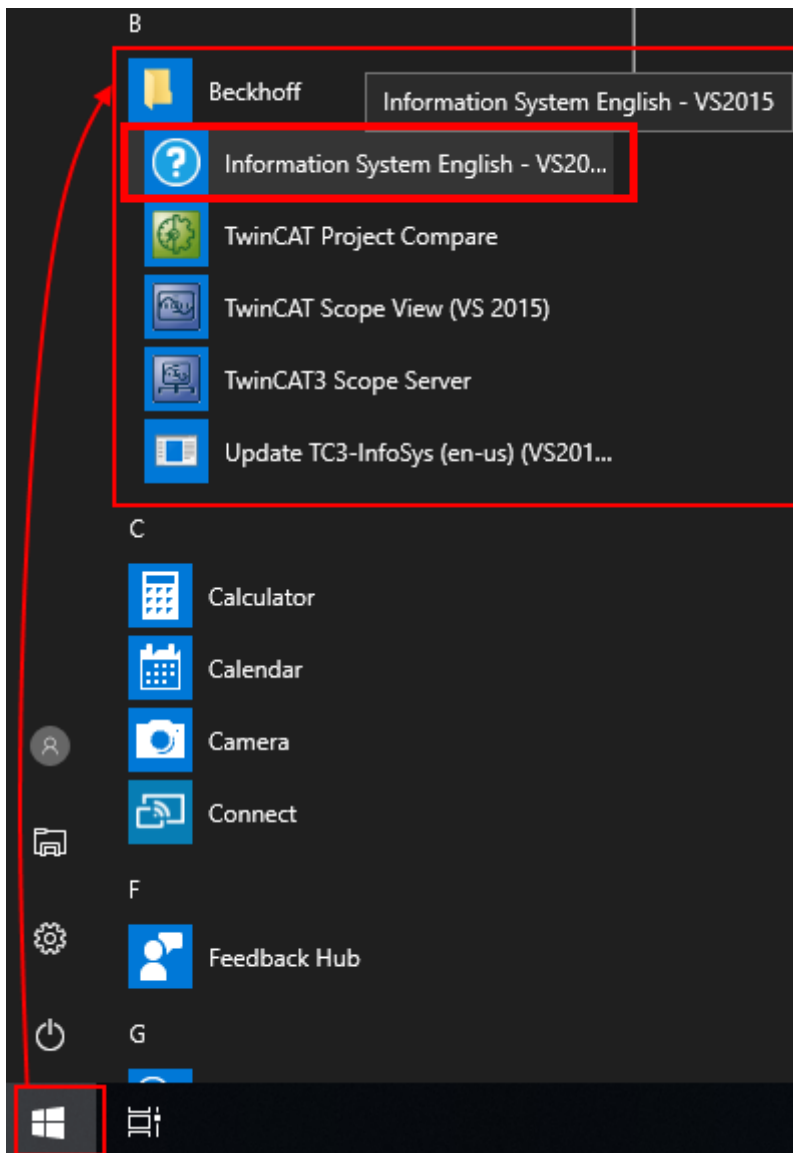 B
Beckhoff
Information System English - VS2015
Information System English - VS20...
TwinCAT Project Compare
TwinCAT Scope View (VS 2015)
TwinCAT3 Scope Server
Update TC3-InfoSys (en-us) (VS201...
C
Calculator
Calendar
Camera
Connect
F
Feedback Hub
G